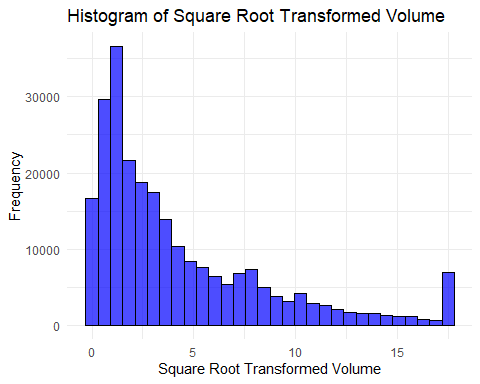 Histogram of Square Root Transformed Volume
Frequency
30000
20000
10000
0
0 5 10 15
Square Root Transformed Volume